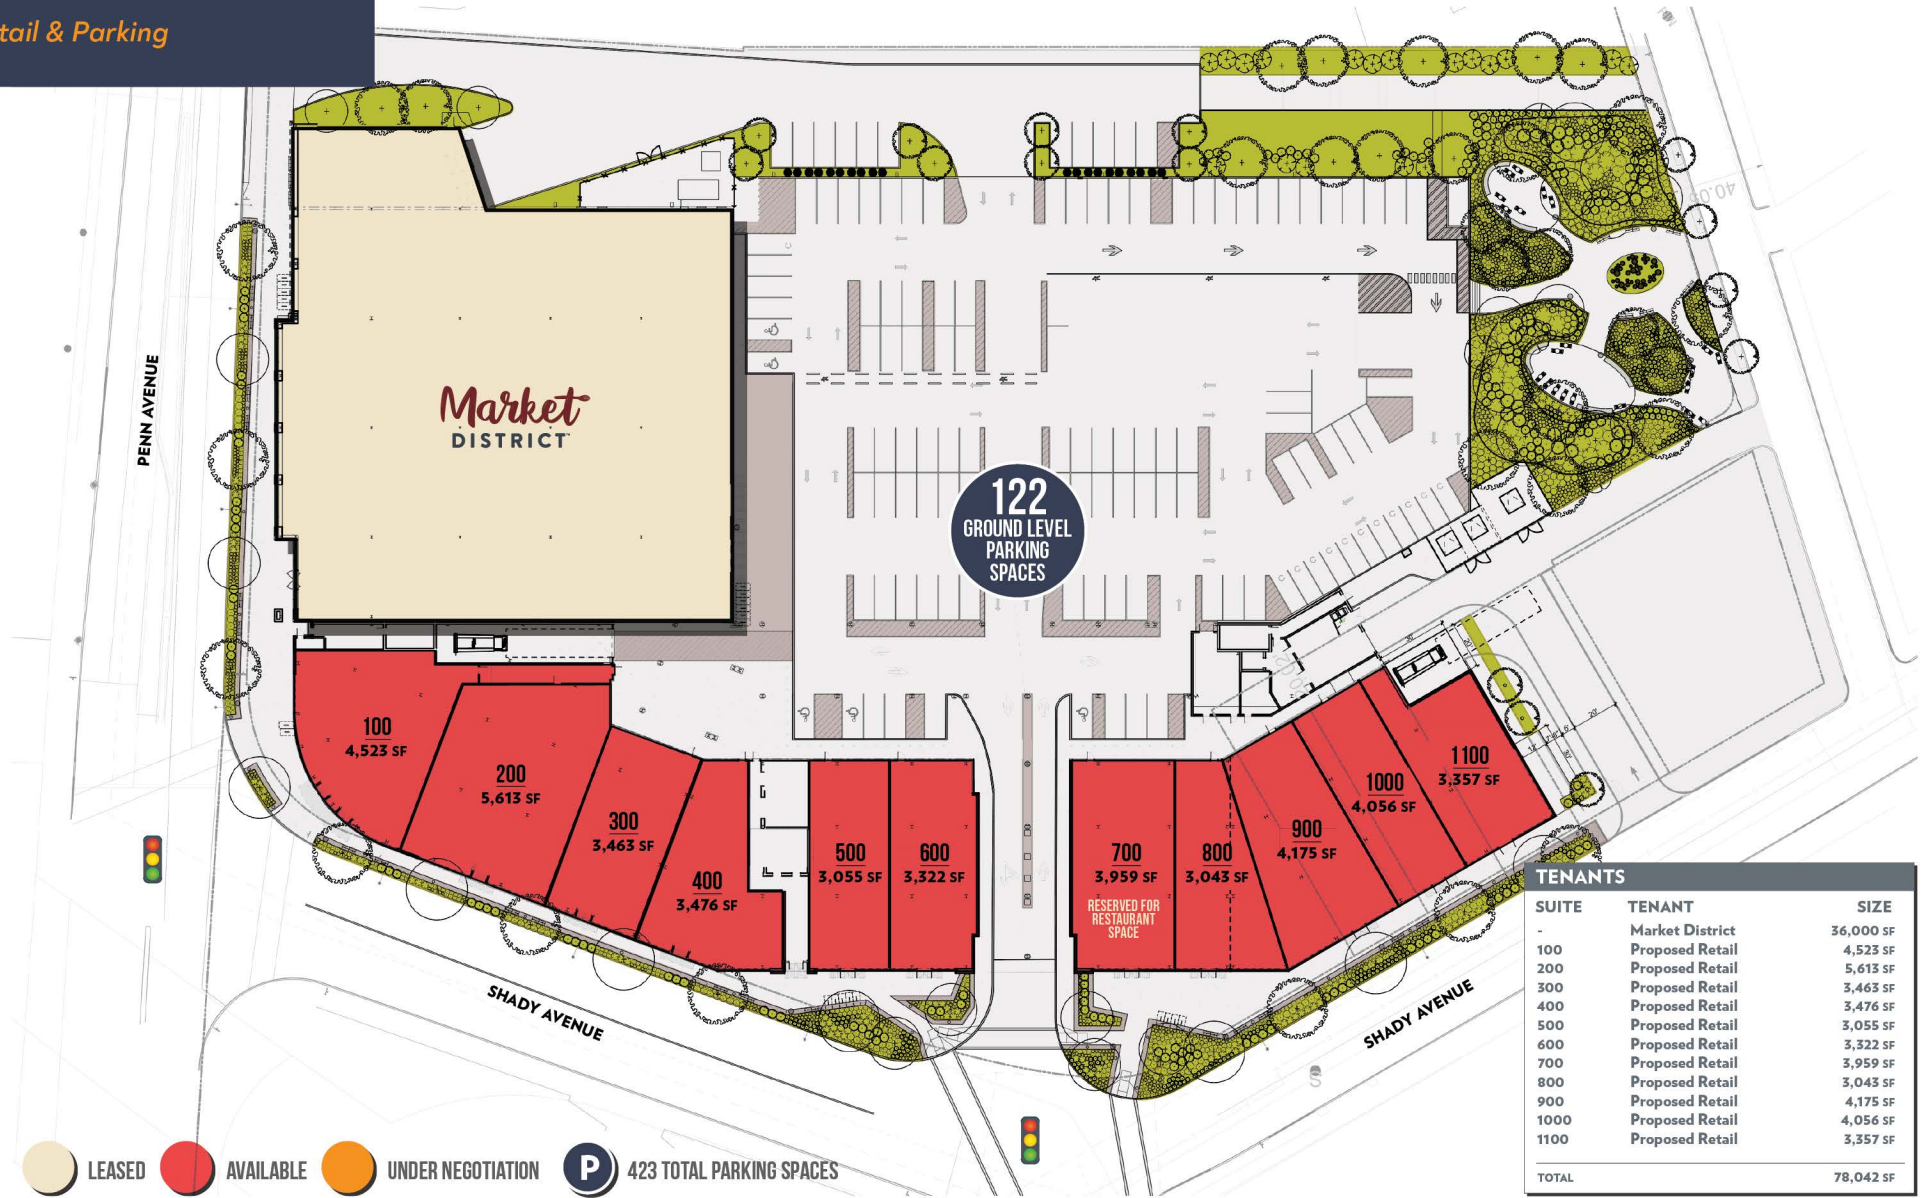 tail & Parking
PENN AVENUE
Market
DISTRICT
122
GROUND LEVEL
PARKING
SPACES
100
4,523 SF
200
5,613 SF
300
3,463 SF
400
3,476 SF
500
3,055 SF
600
3,322 SF
700
3,959 SF
RESERVED FOR
RESTAURANT
SPACE
800
3,043 SF
900
4,175 SF
1000
4,056 SF
1100
3,357 SF
SHADY AVENUE
SHADY AVENUE
TENANTS
SUITE TENANT SIZE
- Market District 36,000 SF
100 Proposed Retail 4,523 SF
200 Proposed Retail 5,613 SF
300 Proposed Retail 3,463 SF
400 Proposed Retail 3,476 SF
500 Proposed Retail 3,055 SF
600 Proposed Retail 3,322 SF
700 Proposed Retail 3,959 SF
800 Proposed Retail 3,043 SF
900 Proposed Retail 4,175 SF
1000 Proposed Retail 4,056 SF
1100 Proposed Retail 3,357 SF
TOTAL 78,042 SF
LEASED
AVAILABLE
UNDER NEGOTIATION
P 423 TOTAL PARKING SPACES